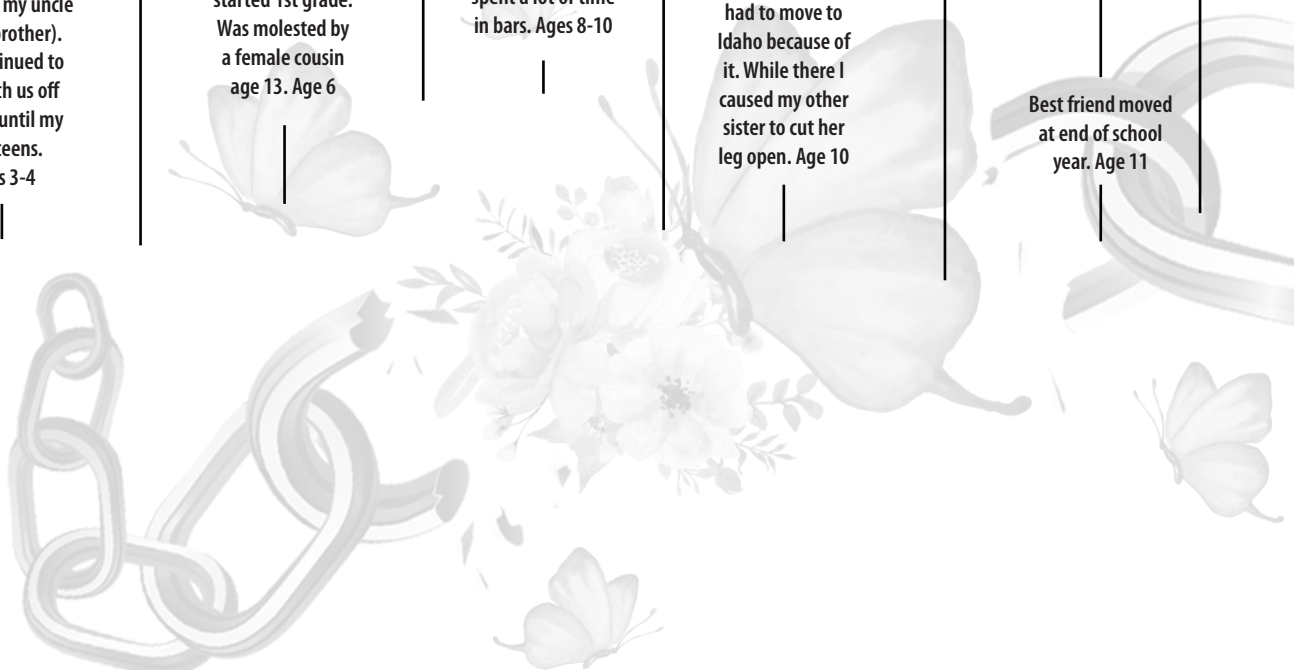 my uncle
brother).
inued to
th us off
until my
teens.
s 3-4
started 1st grade.
Was molested by
a female cousin
age 13. Age 6
spent a lot of time
in bars. Ages 8-10
had to move to
Idaho because of
it. While there I
caused my other
sister to cut her
leg open. Age 10
Best friend moved
at end of school
year. Age 11